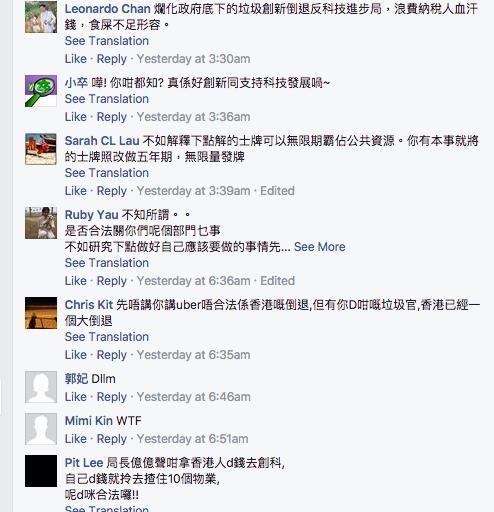 Leonardo Chan 爛化政府底下的垃圾創新倒退反科技進步局，浪費納税人血汗
錢，食屎不足形容。
See Translation
Like · Reply · Yesterday at 3:30am
小卒 嘩! 你咁都知? 真係好創新同支持科技發展喎~
See Translation
Like · Reply · Yesterday at 3:36am
Sarah CL Lau 不如解釋下點解的士牌可以無限期霸佔公共資源。你有本事就將
的士牌照改做五年期，無限量發牌
See Translation
Like · Reply · Yesterday at 3:39am · Edited
Ruby Yau 不知所謂。。
是否合法關你們呢個部門乜事
不如研究下點做好自己應該要做的事情先... See More
See Translation
Like · Reply · Yesterday at 6:36am · Edited
Chris Kit 先唔講你講uber唔合法係香港嘅倒退,但有你D咁嘅垃圾官,香港已經一
個大倒退
See Translation
Like · Reply · Yesterday at 6:35am
郭妃 Dllm
Like · Reply · Yesterday at 6:46am
Mimi Kin WTF
Like · Reply · Yesterday at 6:51am
Pit Lee 局長億億聲咁拿香港人d錢去創科,
自己d錢就拎去揸住10個物業,
呢d咪合法囉!!
See Translation